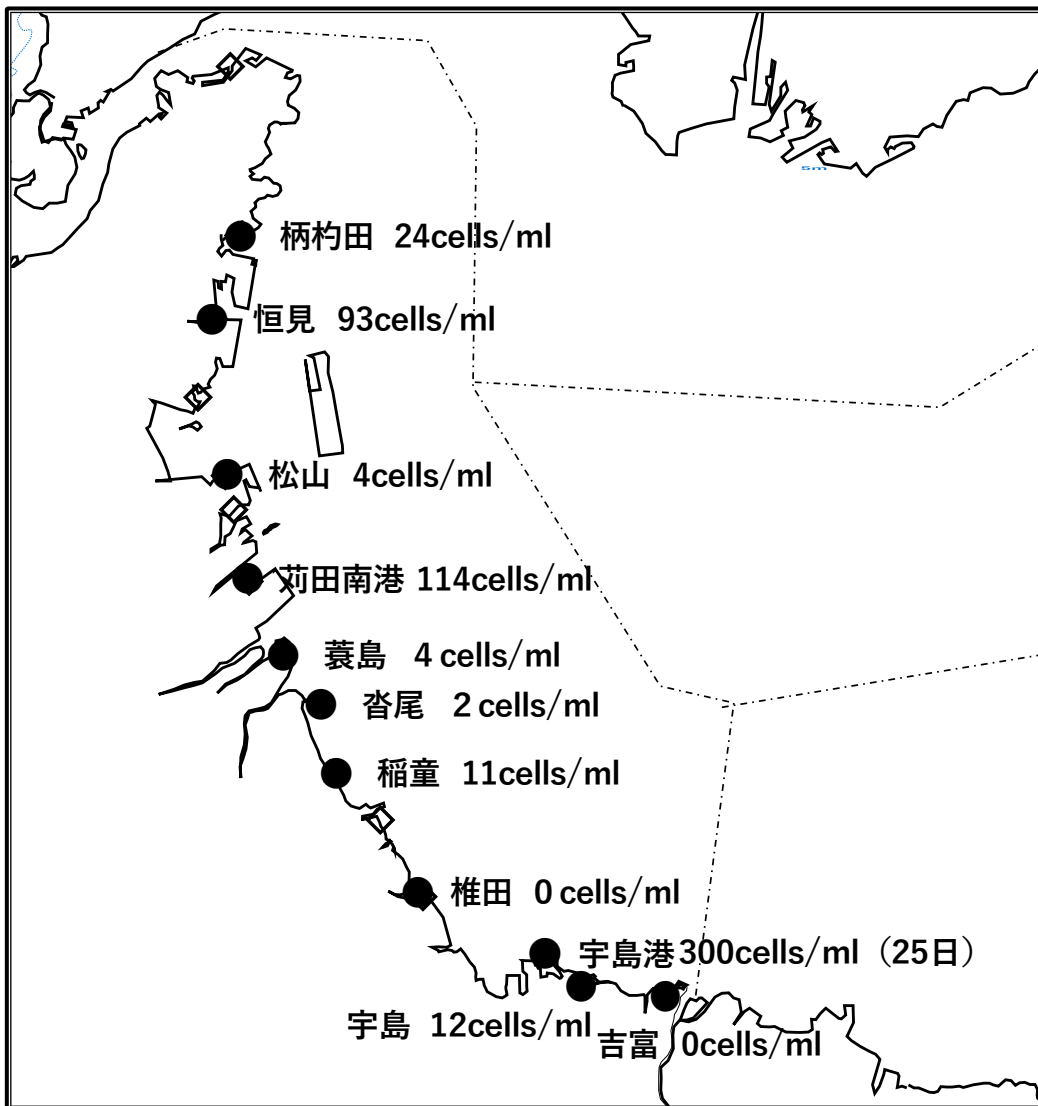 5m
柄杓田 24cells/ml
恒見 93cells/ml
松山 4cells/ml
苅田南港 114cells/ml
蓑島 4 cells/ml
沓尾 2 cells/ml
稲童 11cells/ml
椎田 0 cells/ml
宇島港 300cells/ml（25日）
宇島 12cells/ml
吉富 0cells/ml